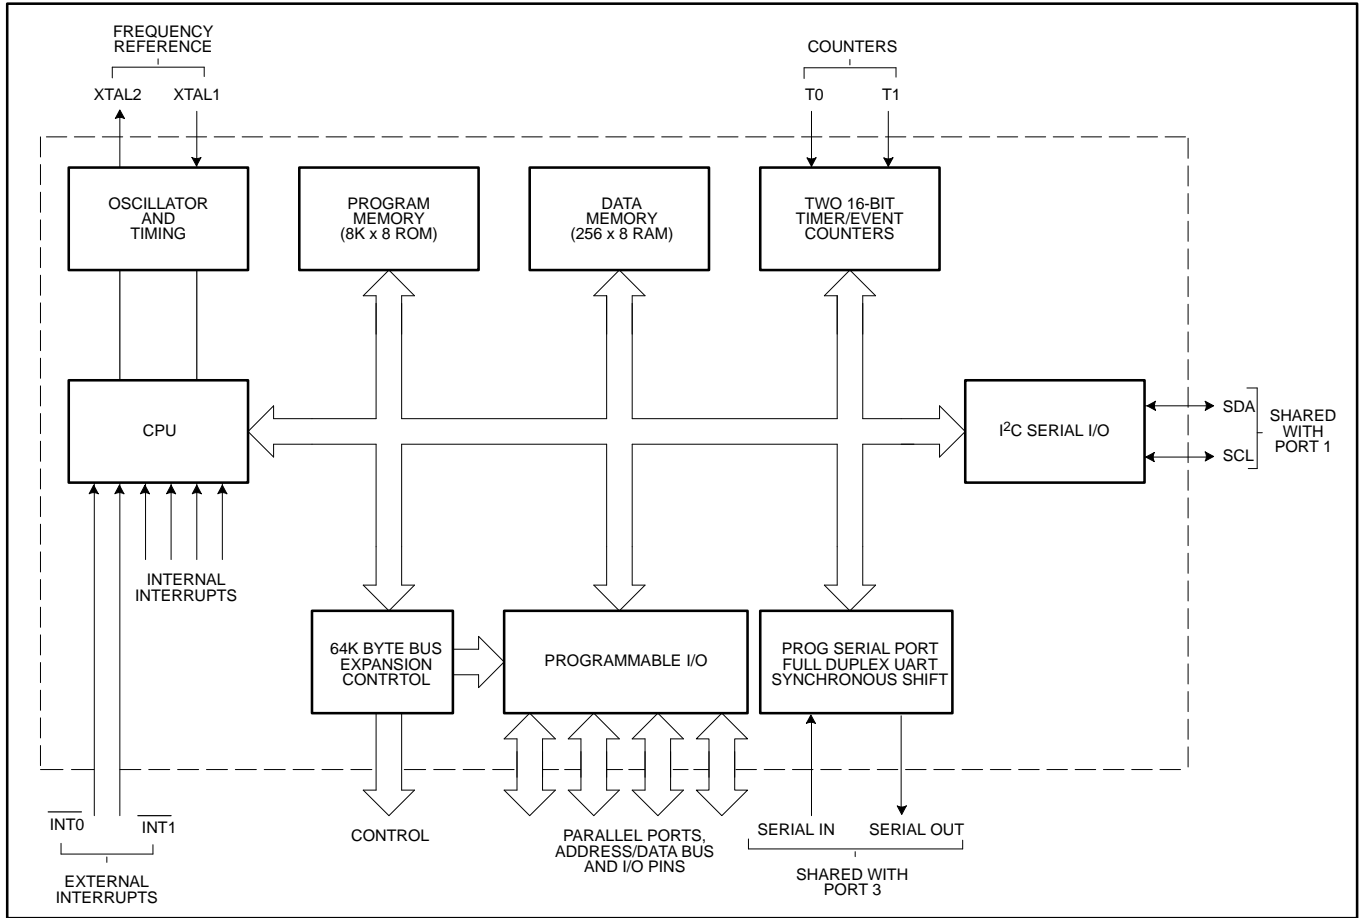 FREQUENCY
REFERENCE
COUNTERS
XTAL2
XTAL1
T0
T1
OSCILLATOR
AND
TIMING
PROGRAM
MEMORY
(8K x 8 ROM)
DATA
MEMORY
(256 x 8 RAM)
TWO 16-BIT
TIMER/EVENT
COUNTERS
CPU
I²C SERIAL I/O
SDA
SCL
SHARED
WITH
PORT 1
INTERNAL
INTERRUPTS
64K BYTE BUS
EXPANSION
CONTRTOL
PROGRAMMABLE I/O
PROG SERIAL PORT
FULL DUPLEX UART
SYNCHRONOUS SHIFT
INT0
INT1
EXTERNAL
INTERRUPTS
CONTROL
PARALLEL PORTS,
ADDRESS/DATA BUS
AND I/O PINS
SERIAL IN
SERIAL OUT
SHARED WITH
PORT 3